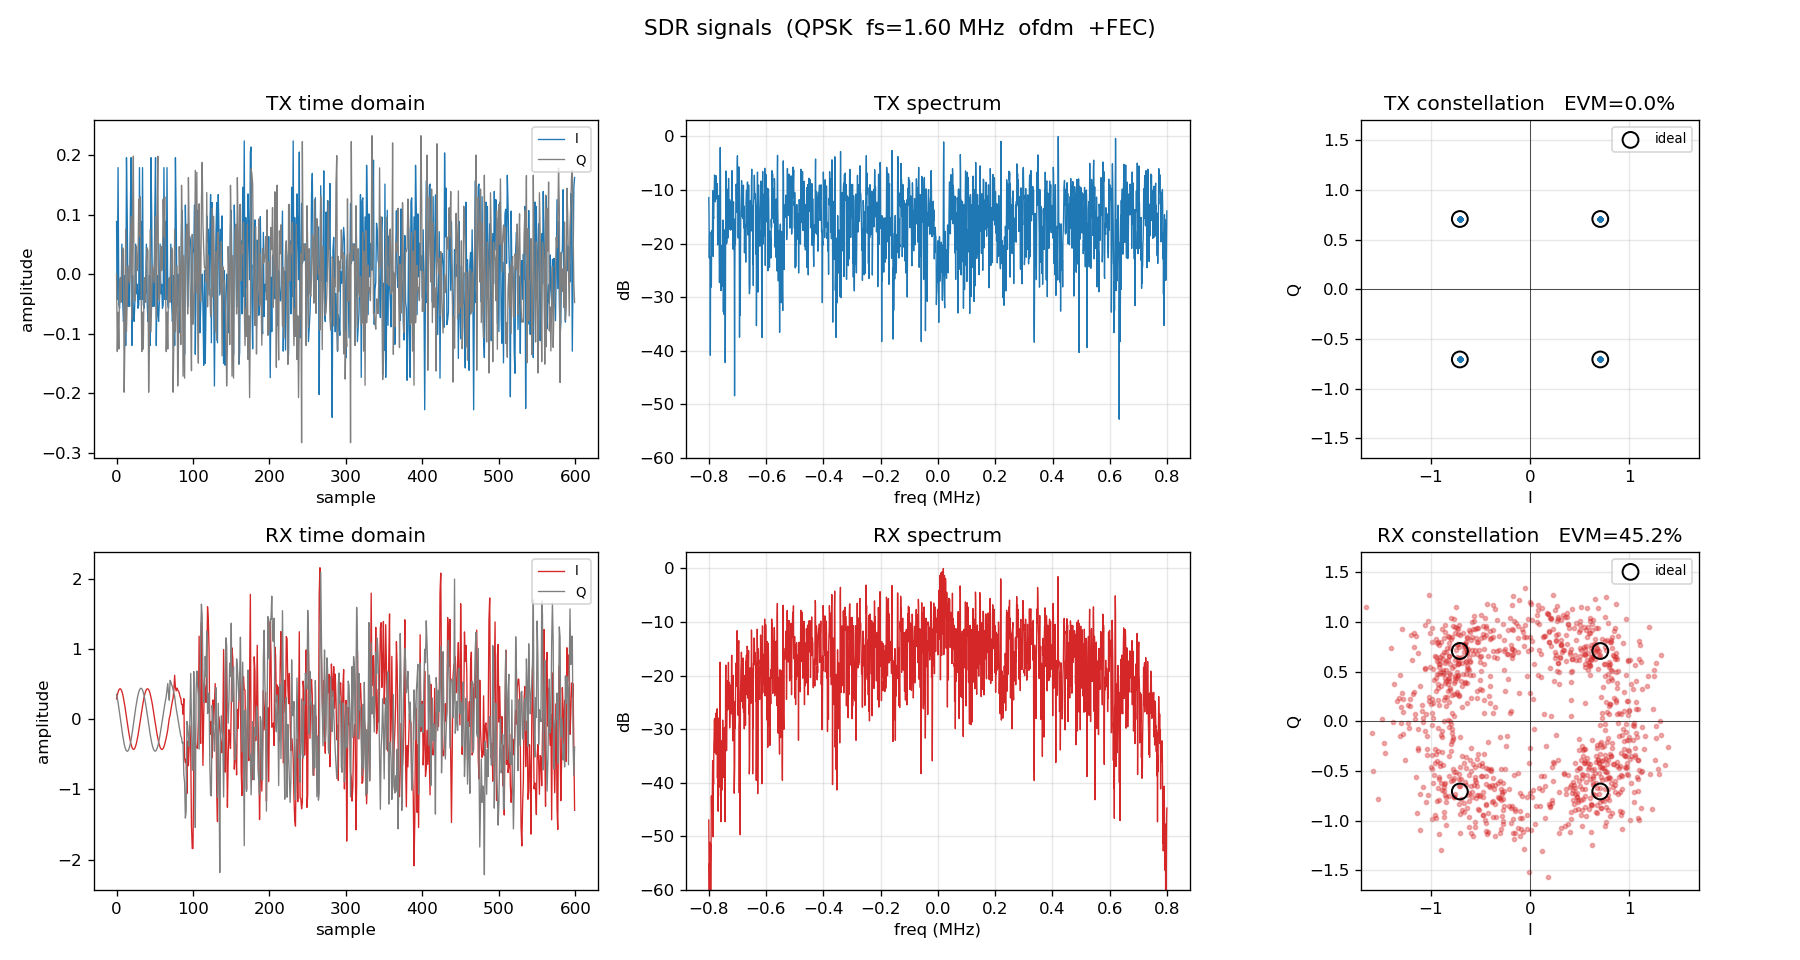 SDR signals  (QPSK  fs=1.60 MHz  ofdm  +FEC)
TX time domain
I
Q
0.2
0.1
0.0
−0.1
−0.2
−0.3
amplitude
0 100 200 300 400 500 600
sample
TX spectrum
0
−10
−20
−30
−40
−50
−60
dB
−0.8 −0.6 −0.4 −0.2 0.0 0.2 0.4 0.6 0.8
freq (MHz)
TX constellation   EVM=0.0%
ideal
1.5
1.0
0.5
0.0
−0.5
−1.0
−1.5
Q
−1 0 1
I
RX time domain
I
Q
2
1
0
−1
−2
amplitude
0 100 200 300 400 500 600
sample
RX spectrum
0
−10
−20
−30
−40
−50
−60
dB
−0.8 −0.6 −0.4 −0.2 0.0 0.2 0.4 0.6 0.8
freq (MHz)
RX constellation   EVM=45.2%
ideal
1.5
1.0
0.5
0.0
−0.5
−1.0
−1.5
Q
−1 0 1
I